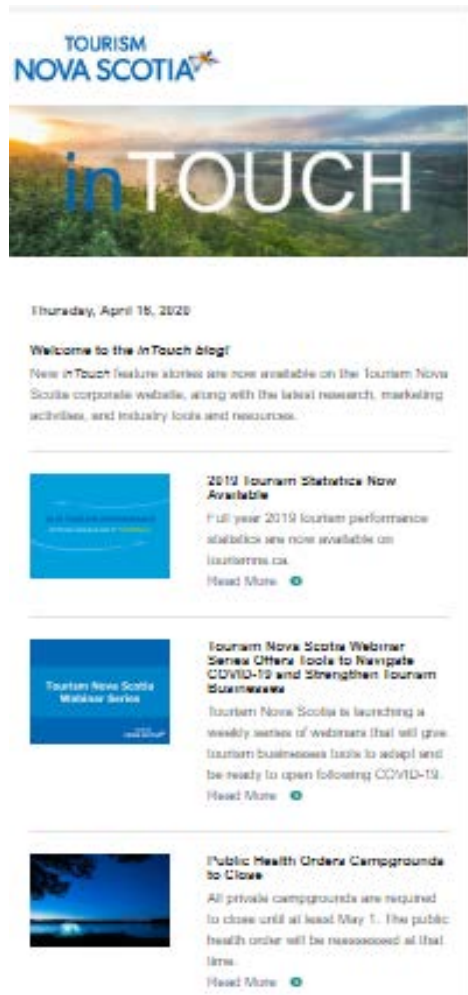 TOURISM
NOVA SCOTIA
inTOUCH
Thursday, April 16, 2020
Welcome to the inTouch blog!
New inTouch feature stories are now available on the Tourism Nova
Scotia corporate website, along with the latest research, marketing
activities, and industry tools and resources.
2019 Tourism Statistics Now
Available
Full year 2019 tourism performance
statistics are now available on
tourismns.ca.
Read More
Tourism Nova Scotia
Webinar Series
Tourism Nova Scotia Webinar
Series Offers Tools to Navigate
COVID-19 and Strengthen Tourism
Businesses
Tourism Nova Scotia is launching a
weekly series of webinars that will give
tourism businesses tools to adapt and
be ready to open following COVID-19.
Read More
Public Health Orders Campgrounds
to Close
All private campgrounds are required
to close until at least May 1. The public
health order will be reassessed at that
time.
Read More